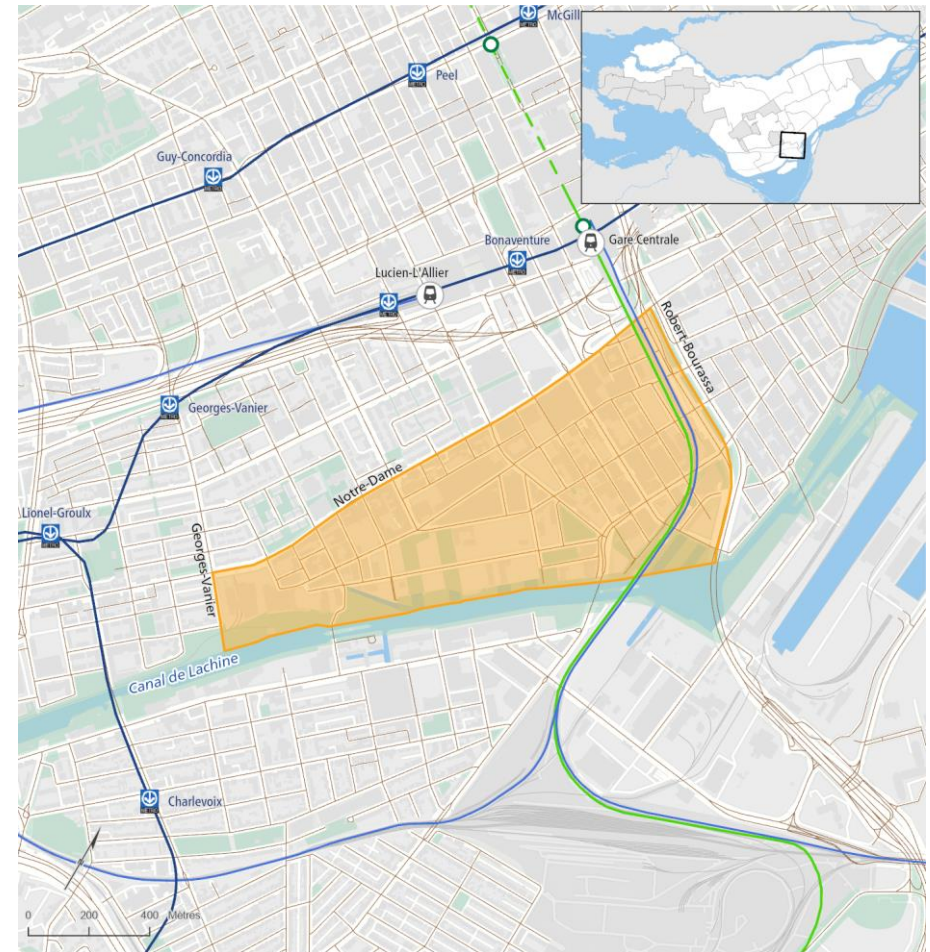 McGill
Peel
Guy-Concordia
Gare Centrale
Bonaventure
Lucien-L'Allier
Robert-Bourassa
Georges-Vanier
Notre-Dame
Lionel-Groulx
Georges-Vanier
Canal de Lachine
Charlevoix
0 200 400 Mètres